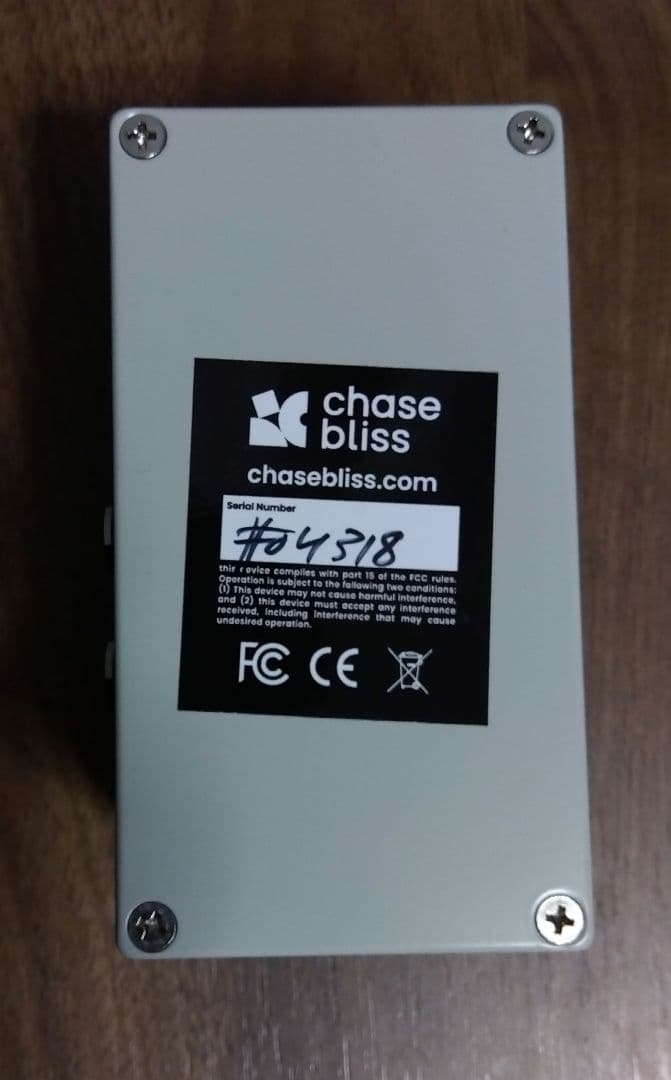 chase
bliss
chasebliss.com
Serial Number
#04318
this device complies with part 15 of the FCC rules.
Operation is subject to the following two conditions:
(1) This device may not cause harmful interference,
and (2) this device must accept any interference
received, including interference that may cause
undesired operation.
FC CE